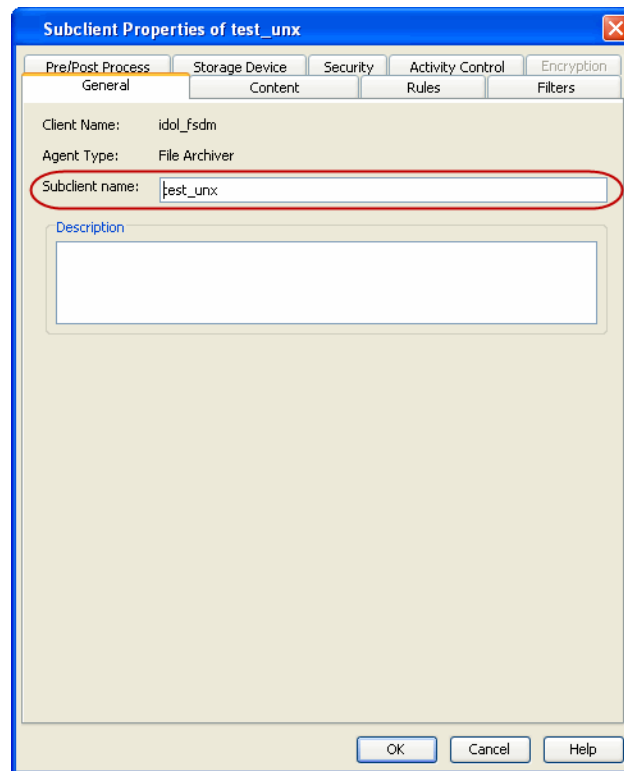 Subclient Properties of test_unx
Pre/Post Process Storage Device Security Activity Control Encryption
General Content Rules Filters
Client Name: idol_fsdm
Agent Type: File Archiver
Subclient name: test_unx
Description
OK Cancel Help